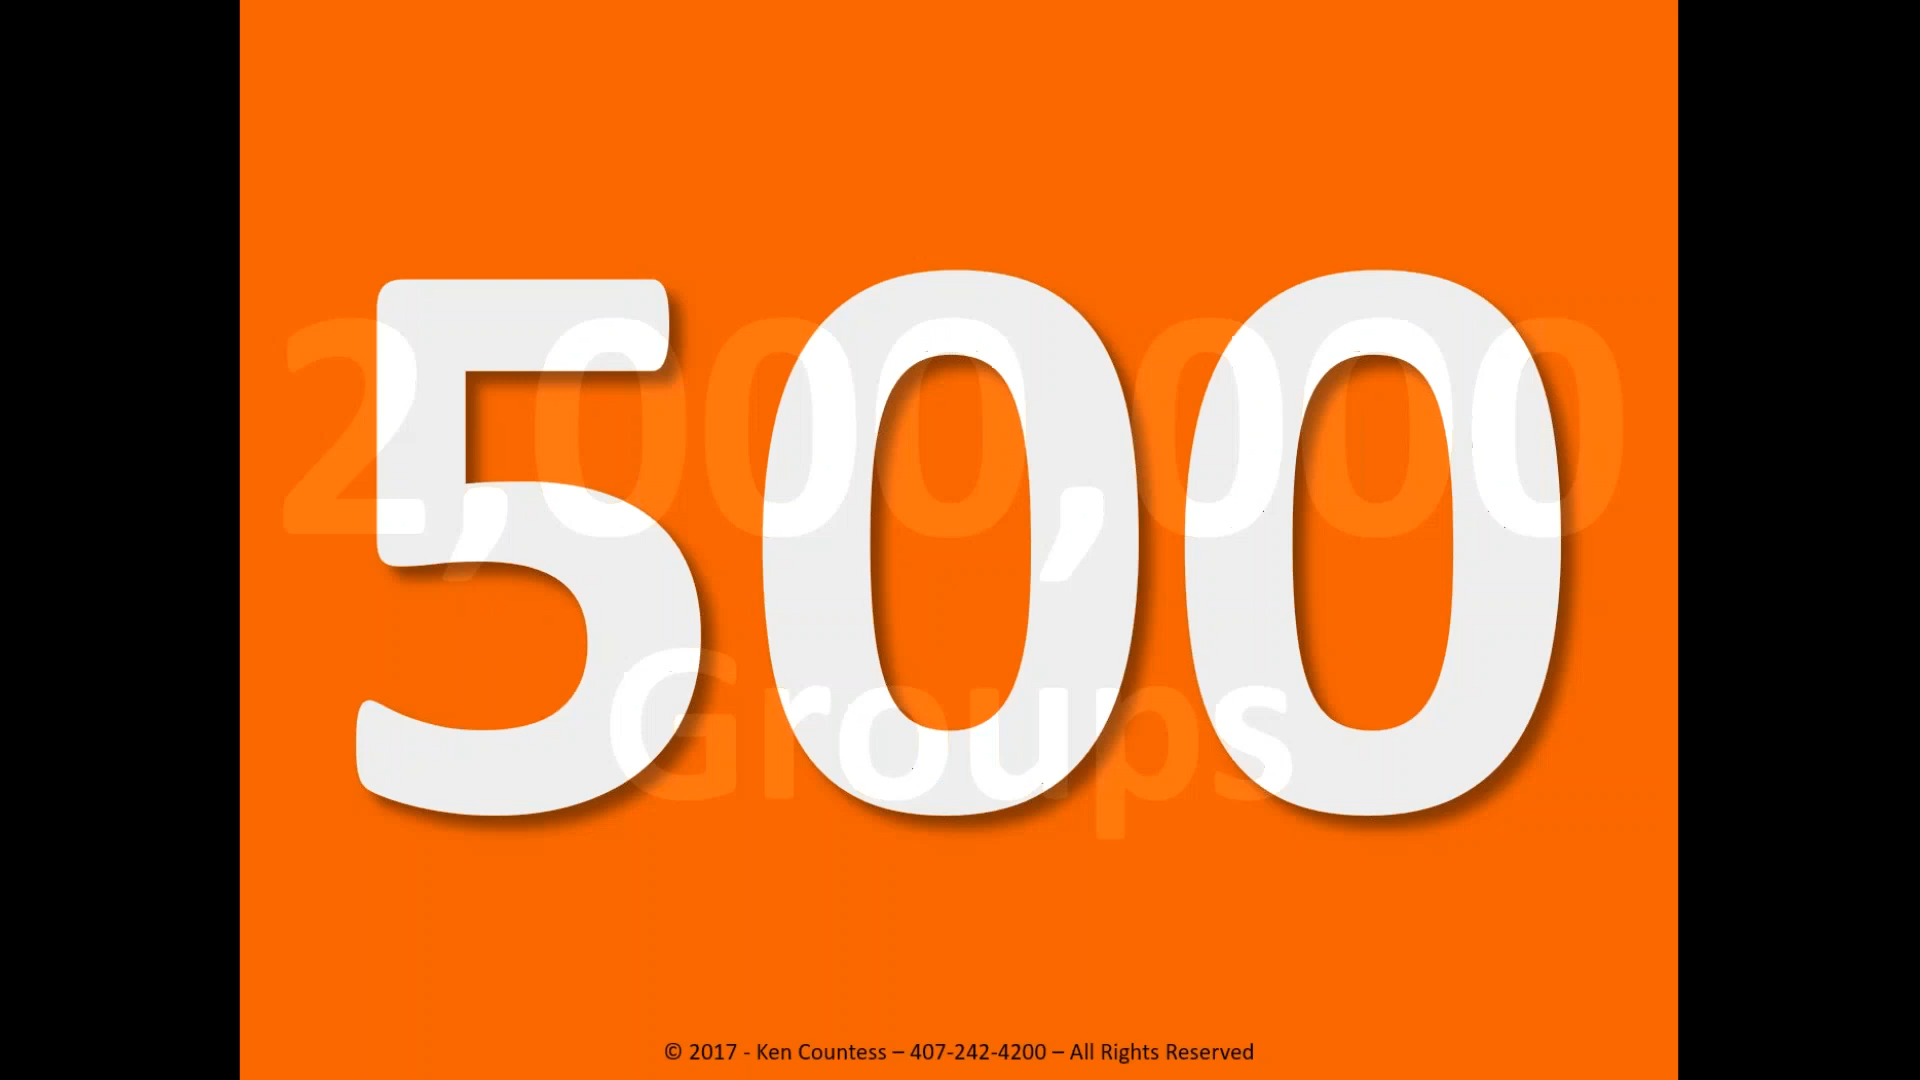 500
2,000,000
Groups
© 2017 - Ken Countess – 407-242-4200 – All Rights Reserved